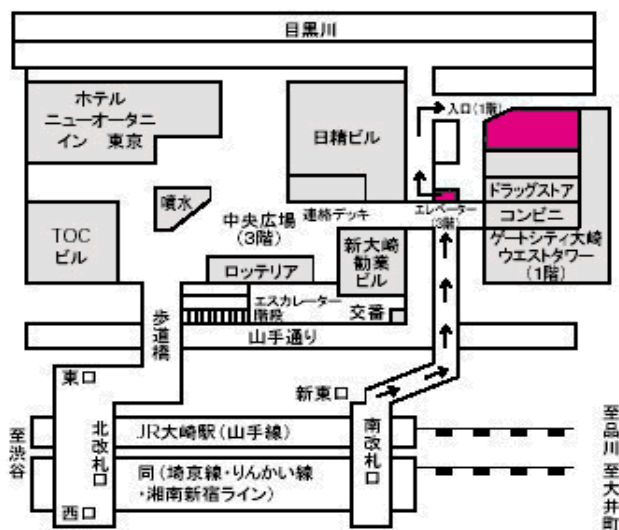 目黒川
ホテル
ニューオータニ
イン 東京
日精ビル
入口(1階)
ドラッグストア
コンビニ
ゲートシティ大崎
ウエストタワー
(1階)
エレベーター
(3階)
連絡デッキ
噴水
中央広場
(3階)
TOC
ビル
新大崎
勧業
ビル
ロッテリア
エスカレーター
階段
交番
歩道橋
山手通り
東口
新東口
北改札口
JR大崎駅(山手線)
南改札口
至渋谷
同(埼京線・りんかい線
・湘南新宿ライン)
西口
至品川
至大井町